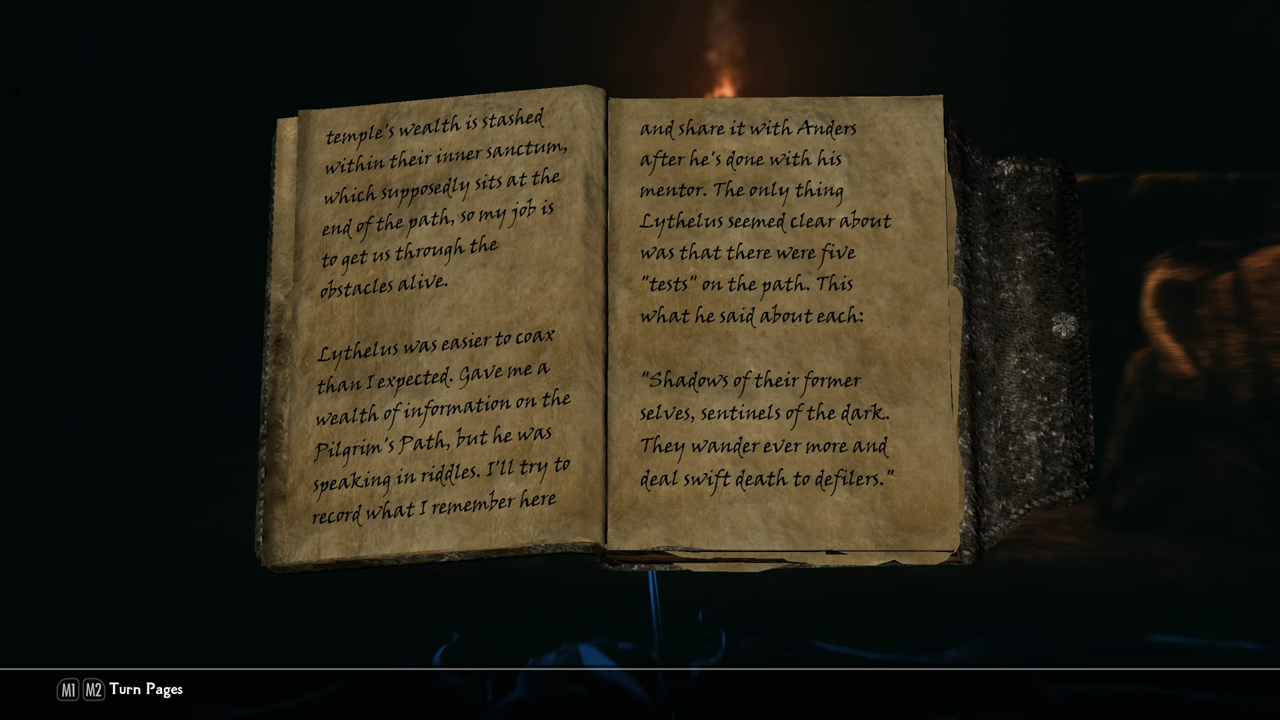 temple's wealth is stashed
within their inner sanctum,
which supposedly sits at the
end of the path, so my job is
to get us through the
obstacles alive.
Lythelus was easier to coax
than I expected. Gave me a
wealth of information on the
Pilgrim's Path, but he was
speaking in riddles. I'll try to
record what I remember here
and share it with Anders
after he's done with his
mentor. The only thing
Lythelus seemed clear about
was that there were five
"tests" on the path. This
what he said about each:
"Shadows of their former
selves, sentinels of the dark.
They wander ever more and
deal swift death to defilers."
M1 M2 Turn Pages